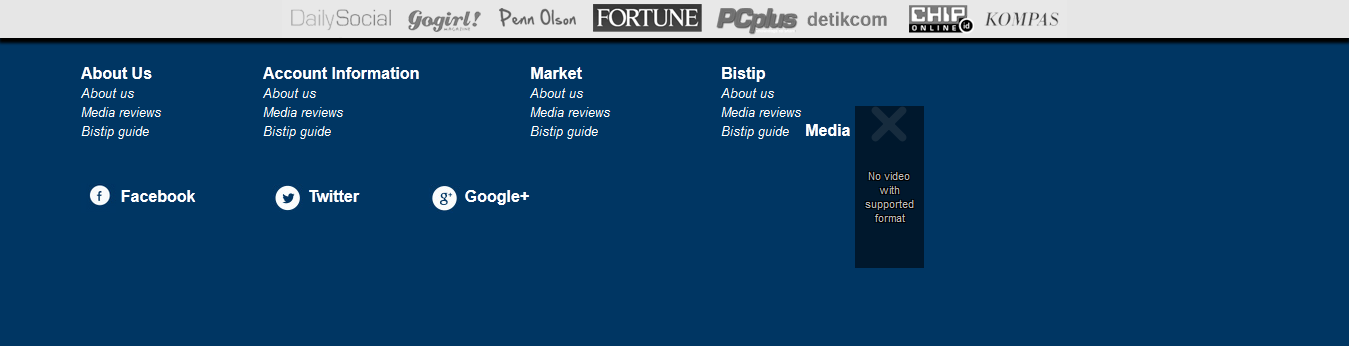 DailySocial gogirl! MAGAZINE Penn Olson FORTUNE PCplus detikcom CHIP ONLINE id KOMPAS
About Us Account Information Market Bistip
About us About us About us About us
Media reviews Media reviews Media reviews Media reviews
Bistip guide Bistip guide Bistip guide Bistip guide Media
No video
with
supported
format
Facebook Twitter Google+